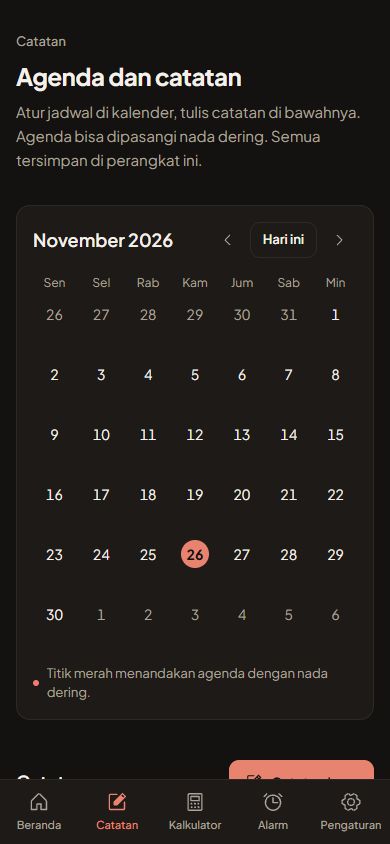 Catatan
Agenda dan catatan
Atur jadwal di kalender, tulis catatan di bawahnya.
Agenda bisa dipasangi nada dering. Semua
tersimpan di perangkat ini.
November 2026
Hari ini
Sen Sel Rab Kam Jum Sab Min
26 27 28 29 30 31 1
2 3 4 5 6 7 8
9 10 11 12 13 14 15
16 17 18 19 20 21 22
23 24 25 26 27 28 29
30 1 2 3 4 5 6
Titik merah menandakan agenda dengan nada
dering.
Beranda Catatan Kalkulator Alarm Pengaturan